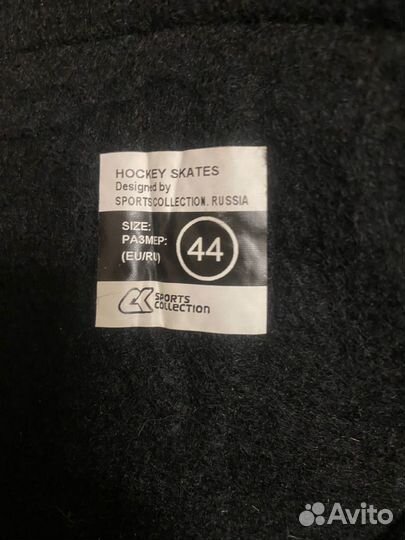 HOCKEY SKATES
Designed by
SPORTSCOLLECTION. RUSSIA
SIZE:
РАЗМЕР:
(EU/RU)
44
SPORTS
COLLECTION
Avito